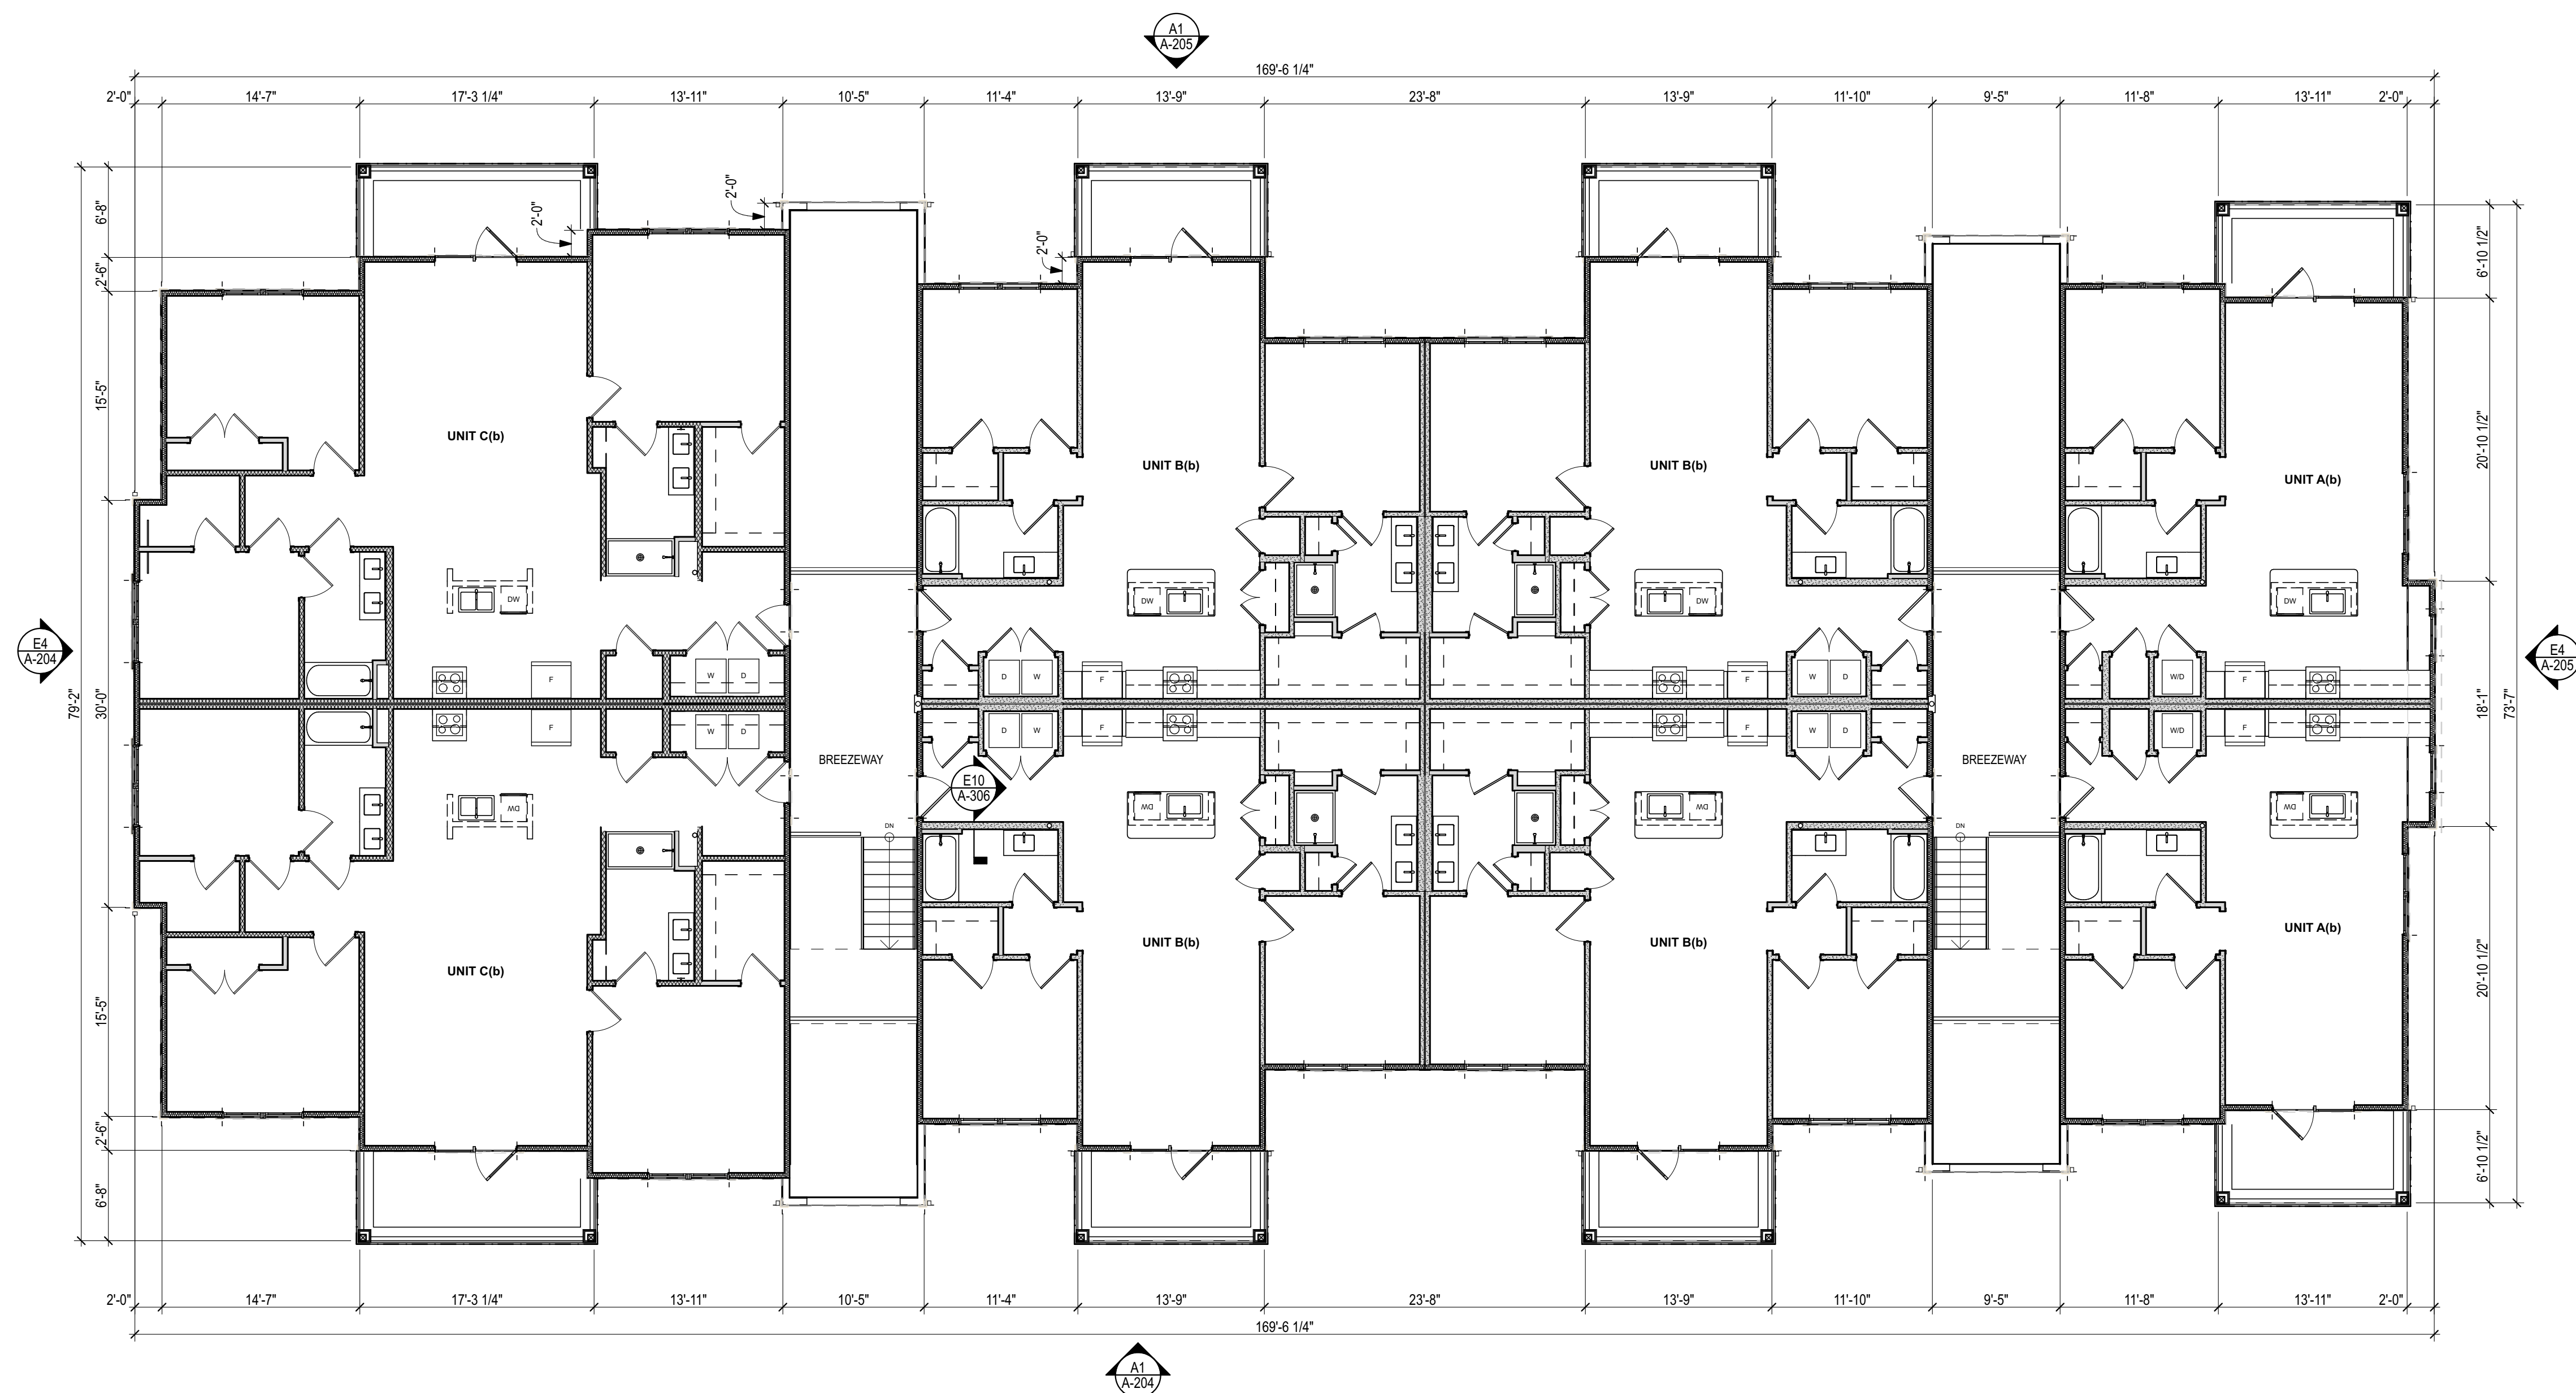 A1
A-205
169'-6 1/4"
2'-0"
14'-7"
17'-3 1/4"
13'-11"
10'-5"
11'-4"
13'-9"
23'-8"
13'-9"
11'-10"
9'-5"
11'-8"
13'-11"
2'-0"
6'-8"
2'-6"
15'-5"
30'-0"
79'-2"
15'-5"
2'-6"
6'-8"
2'-0"
2'-0"
2'-0"
6'-10 1/2"
20'-10 1/2"
18'-1"
73'-7"
20'-10 1/2"
6'-10 1/2"
UNIT C(b)
UNIT B(b)
UNIT B(b)
UNIT A(b)
DW
DW
DW
DW
E4
A-204
E4
A-205
F
W
D
D
W
F
F
W
D
W/D
F
F
W
D
D
W
F
F
W
D
W/D
F
BREEZEWAY
BREEZEWAY
E10
A-306
DW
DW
DW
DW
DN
DN
UNIT C(b)
UNIT B(b)
UNIT B(b)
UNIT A(b)
2'-0"
14'-7"
17'-3 1/4"
13'-11"
10'-5"
11'-4"
13'-9"
23'-8"
13'-9"
11'-10"
9'-5"
11'-8"
13'-11"
2'-0"
169'-6 1/4"
A1
A-204